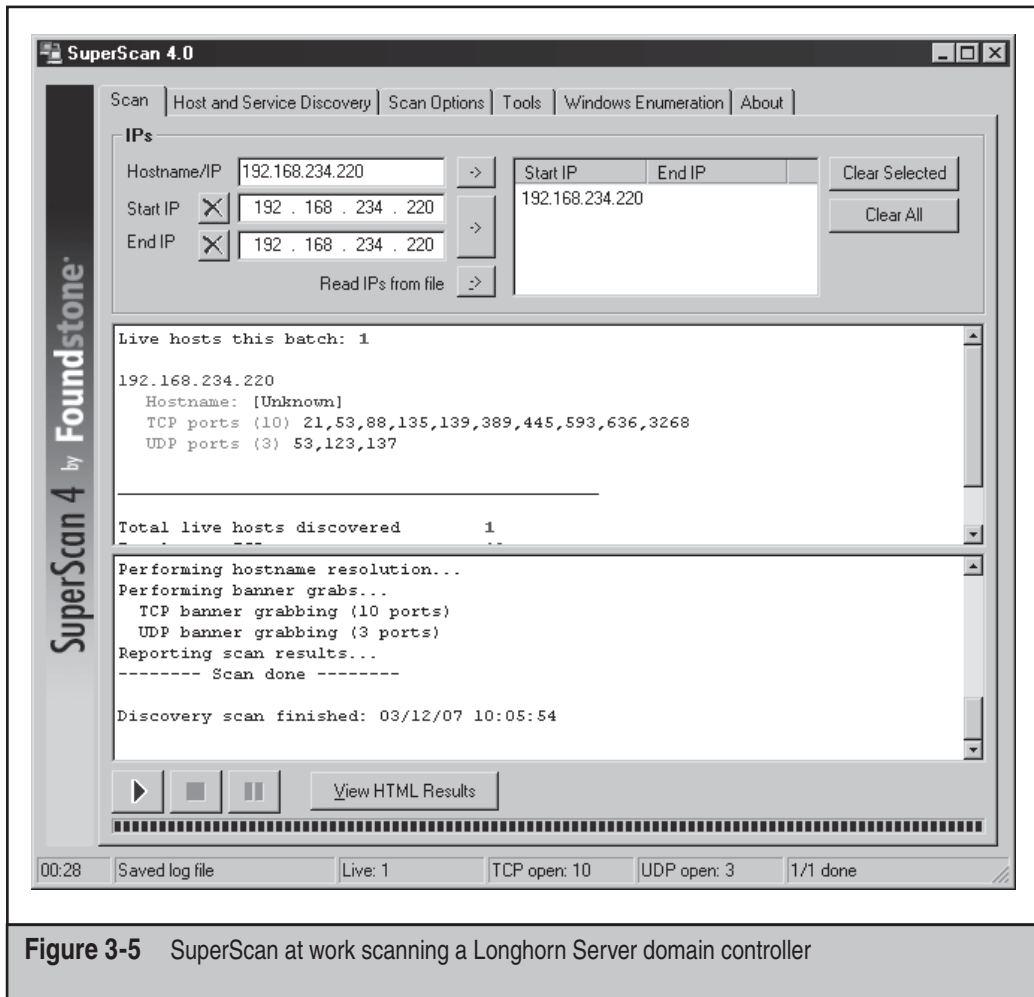 SuperScan 4.0
Scan Host and Service Discovery Scan Options Tools Windows Enumeration About
IPs
Hostname/IP 192.168.234.220 -> Start IP End IP Clear Selected
192.168.234.220
Start IP 192 . 168 . 234 . 220 -> Clear All
End IP 192 . 168 . 234 . 220
Read IPs from file ->
SuperScan 4 by Foundstone
Live hosts this batch: 1
192.168.234.220
Hostname: [Unknown]
TCP ports (10) 21,53,88,135,139,389,445,593,636,3268
UDP ports (3) 53,123,137
Total live hosts discovered 1
Performing hostname resolution...
Performing banner grabs...
TCP banner grabbing (10 ports)
UDP banner grabbing (3 ports)
Reporting scan results...
-------- Scan done --------
Discovery scan finished: 03/12/07 10:05:54
View HTML Results
00:28 Saved log file Live: 1 TCP open: 10 UDP open: 3 1/1 done
Figure 3-5 SuperScan at work scanning a Longhorn Server domain controller